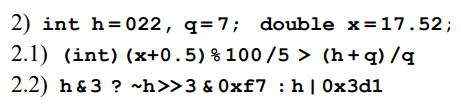 2) int h=022, q=7; double x=17.52;
2.1) (int)(x+0.5)%100/5 > (h+q)/q
2.2) h&3 ? ~h>>3 & 0xf7 : h|0x3d1